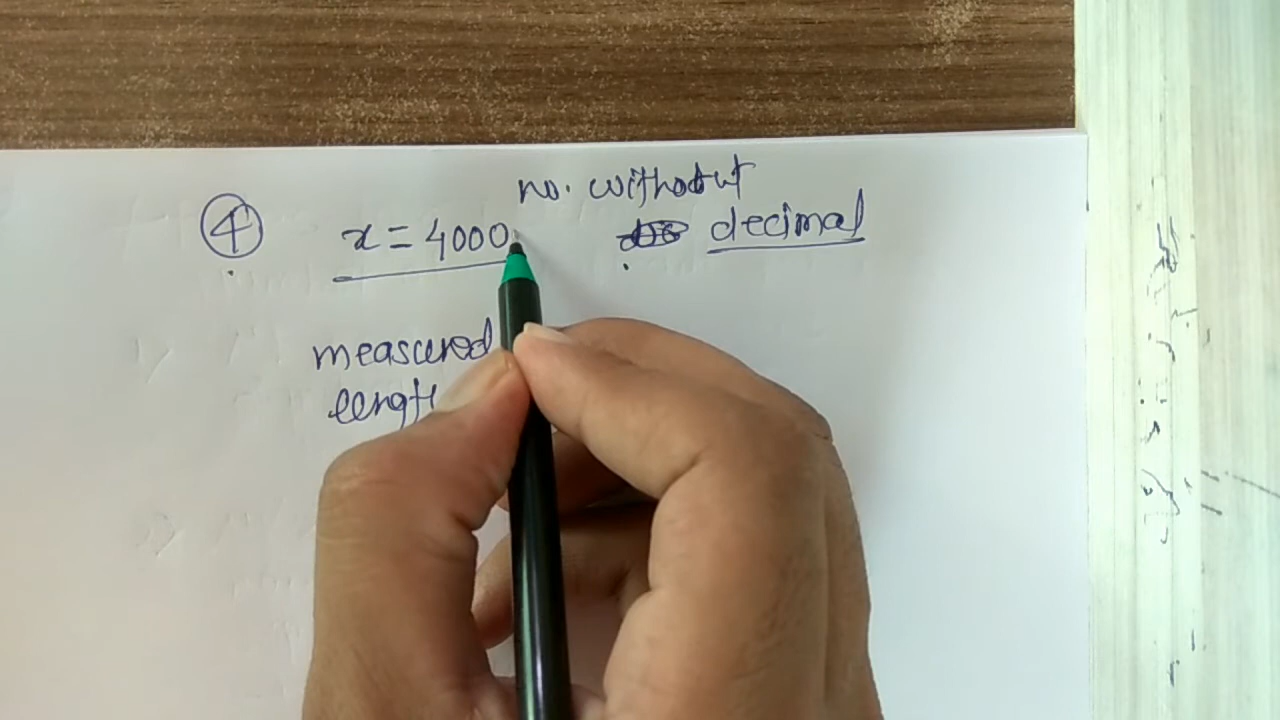 no. without
④ x = 4000 decimal
measured
length